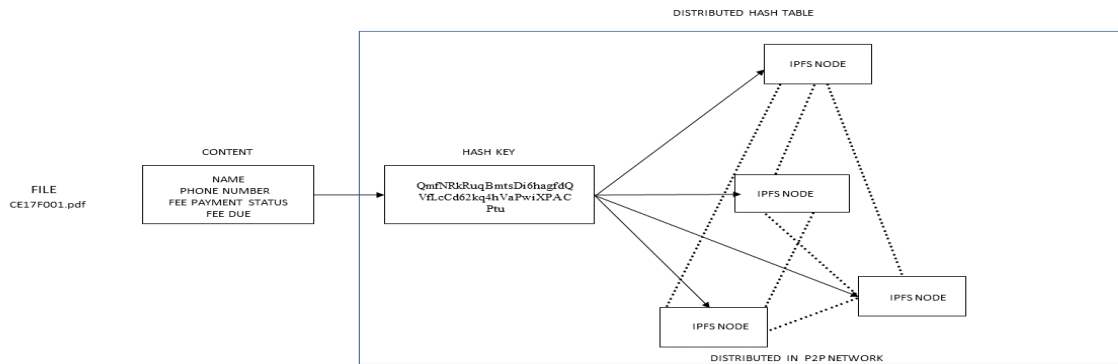 DISTRIBUTED HASH TABLE
IPFS NODE
CONTENT
HASH KEY
NAME
PHONE NUMBER
FEE PAYMENT STATUS
FEE DUE
QmfNRkRuqBmtsDi6hagfdQ
VfLcCd62kq4hVaPwiXPAC
Ptu
FILE
CE17F001.pdf
IPFS NODE
IPFS NODE
IPFS NODE
DISTRIBUTED IN P2P NETWORK